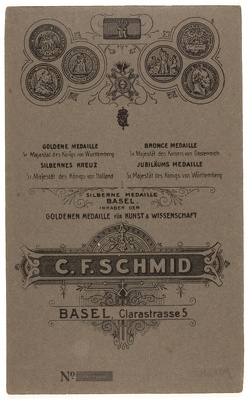 GOLDENE MEDAILLE
Sr Majestät des Königs von Württemberg
SILBERNES KREUZ
Sr Majestät des Königs von Holland
BRONCE MEDAILLE
Sr Majestät des Kaisers von Oesterreich
JUBILÄUMS MEDAILLE
Sr Majestät des Königs von Württemberg
SILBERNE MEDAILLE
BASEL.
INHABER DER
GOLDENEN MEDAILLE FÜR KUNST & WISSENSCHAFT
C. F. SCHMID
BASEL, Clarastrasse 5
No